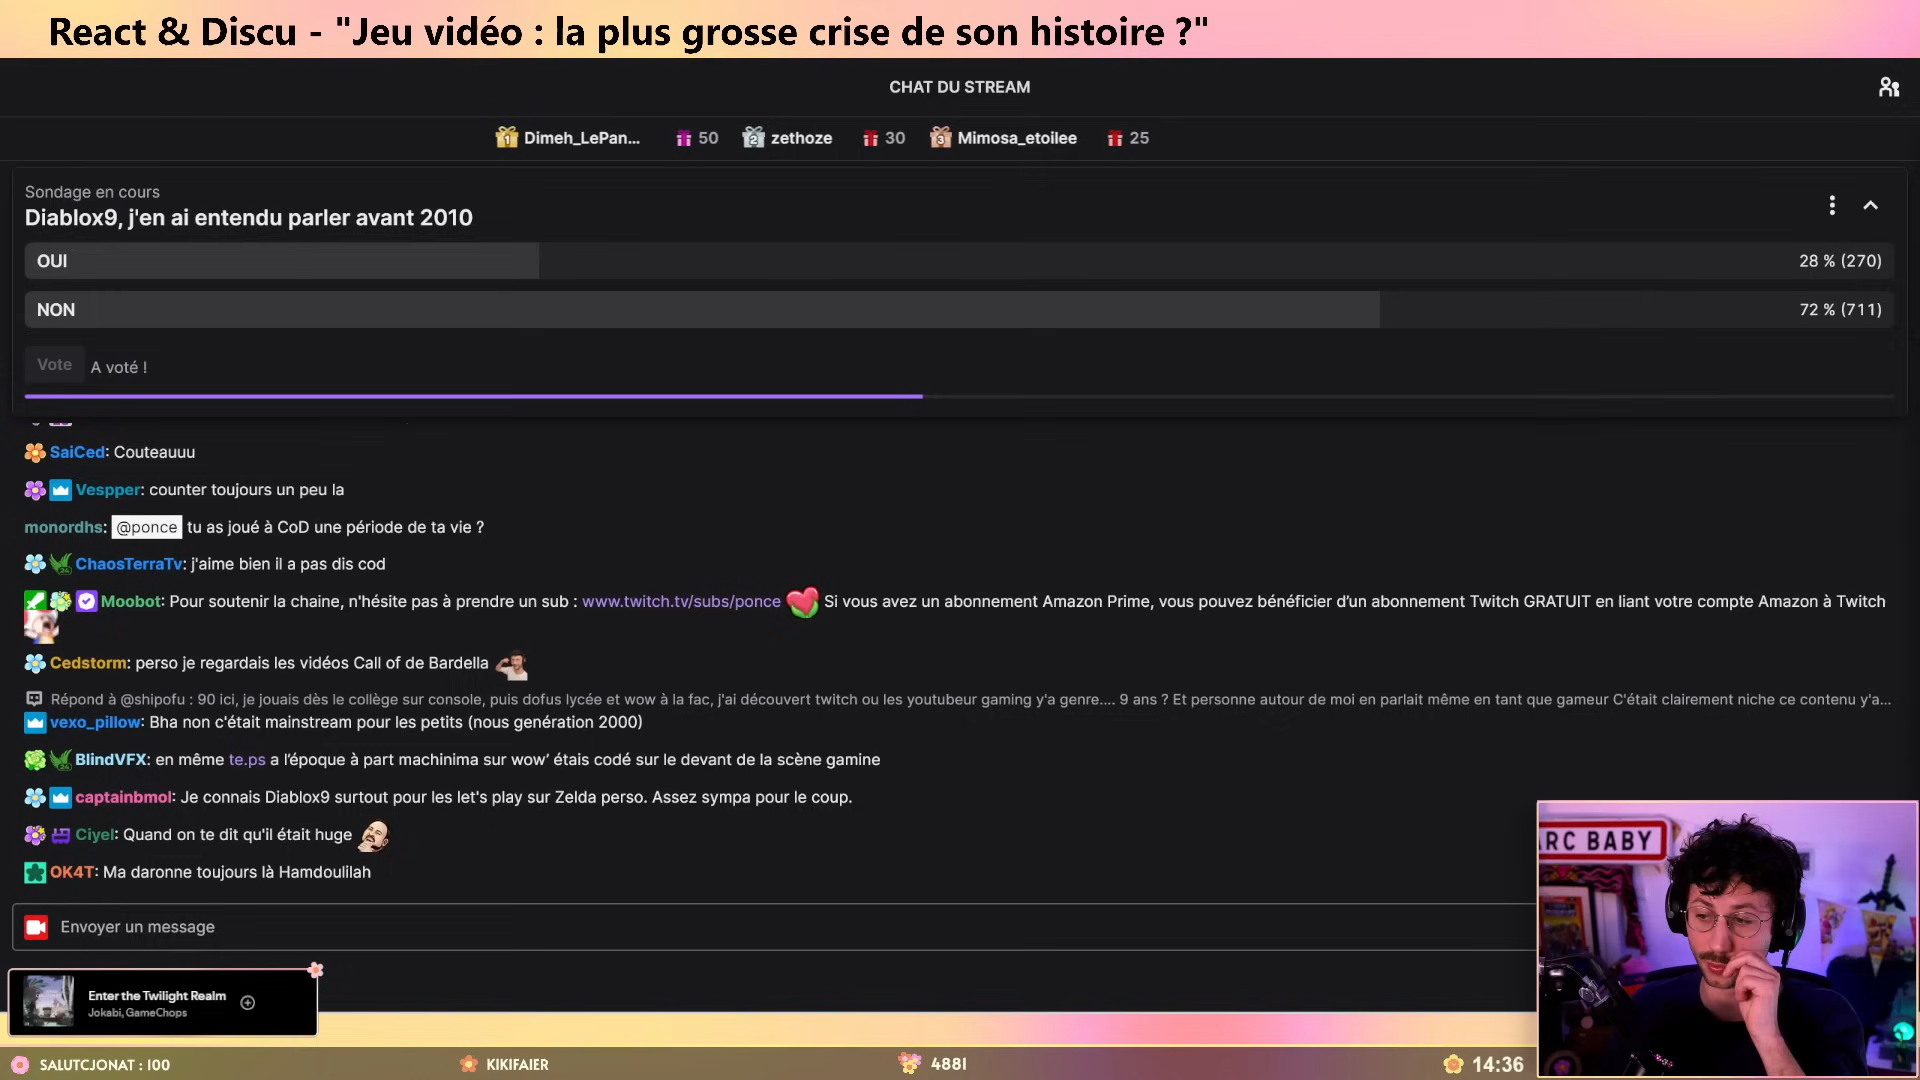 React & Discu - "Jeu vidéo : la plus grosse crise de son histoire ?"
CHAT DU STREAM
1 Dimeh_LePan... 50 2 zethoze 30 3 Mimosa_etoilee 25
Sondage en cours
Diablox9, j'en ai entendu parler avant 2010
OUI 28 % (270)
NON 72 % (711)
Vote A voté !
SaiCed: Couteauuu
Vespper: counter toujours un peu la
monordhs: @ponce tu as joué à CoD une période de ta vie ?
ChaosTerraTv: j'aime bien il a pas dis cod
Moobot: Pour soutenir la chaine, n'hésite pas à prendre un sub : www.twitch.tv/subs/ponce Si vous avez un abonnement Amazon Prime, vous pouvez bénéficier d'un abonnement Twitch GRATUIT en liant votre compte Amazon à Twitch
Cedstorm: perso je regardais les vidéos Call of de Bardella
Répond à @shipofu : 90 ici, je jouais dès le collège sur console, puis dofus lycée et wow à la fac, j'ai découvert twitch ou les youtubeur gaming y'a genre.... 9 ans ? Et personne autour de moi en parlait même en tant que gameur C'était clairement niche ce contenu y'a...
vexo_pillow: Bha non c'était mainstream pour les petits (nous genération 2000)
BlindVFX: en même te.ps a l'époque à part machinima sur wow' étais codé sur le devant de la scène gamine
captainbmol: Je connais Diablox9 surtout pour les let's play sur Zelda perso. Assez sympa pour le coup.
Ciyel: Quand on te dit qu'il était huge
OK4T: Ma daronne toujours là Hamdoulilah
Envoyer un message
ARC BABY
Enter the Twilight Realm
Jokabi, GameChops
SALUTCJONAT : 100 KIKIFAIER 4881 14:36